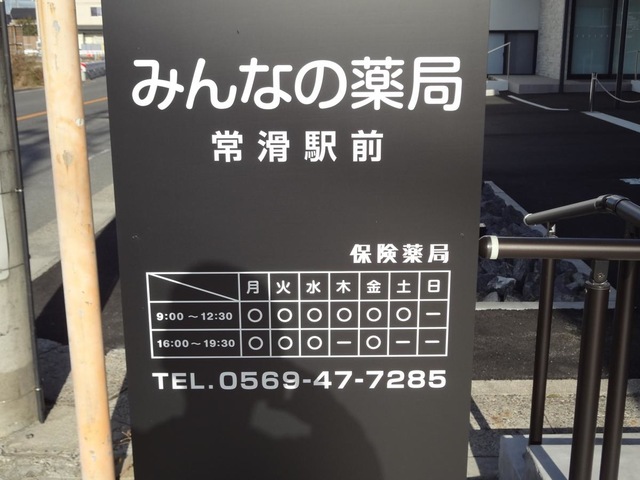 みんなの薬局
常滑駅前
保険薬局
月 火 水 木 金 土 日
9:00～12:30 ○ ○ ○ ○ ○ ○ ー
16:00～19:30 ○ ○ ○ ー ○ ー ー
TEL.0569-47-7285